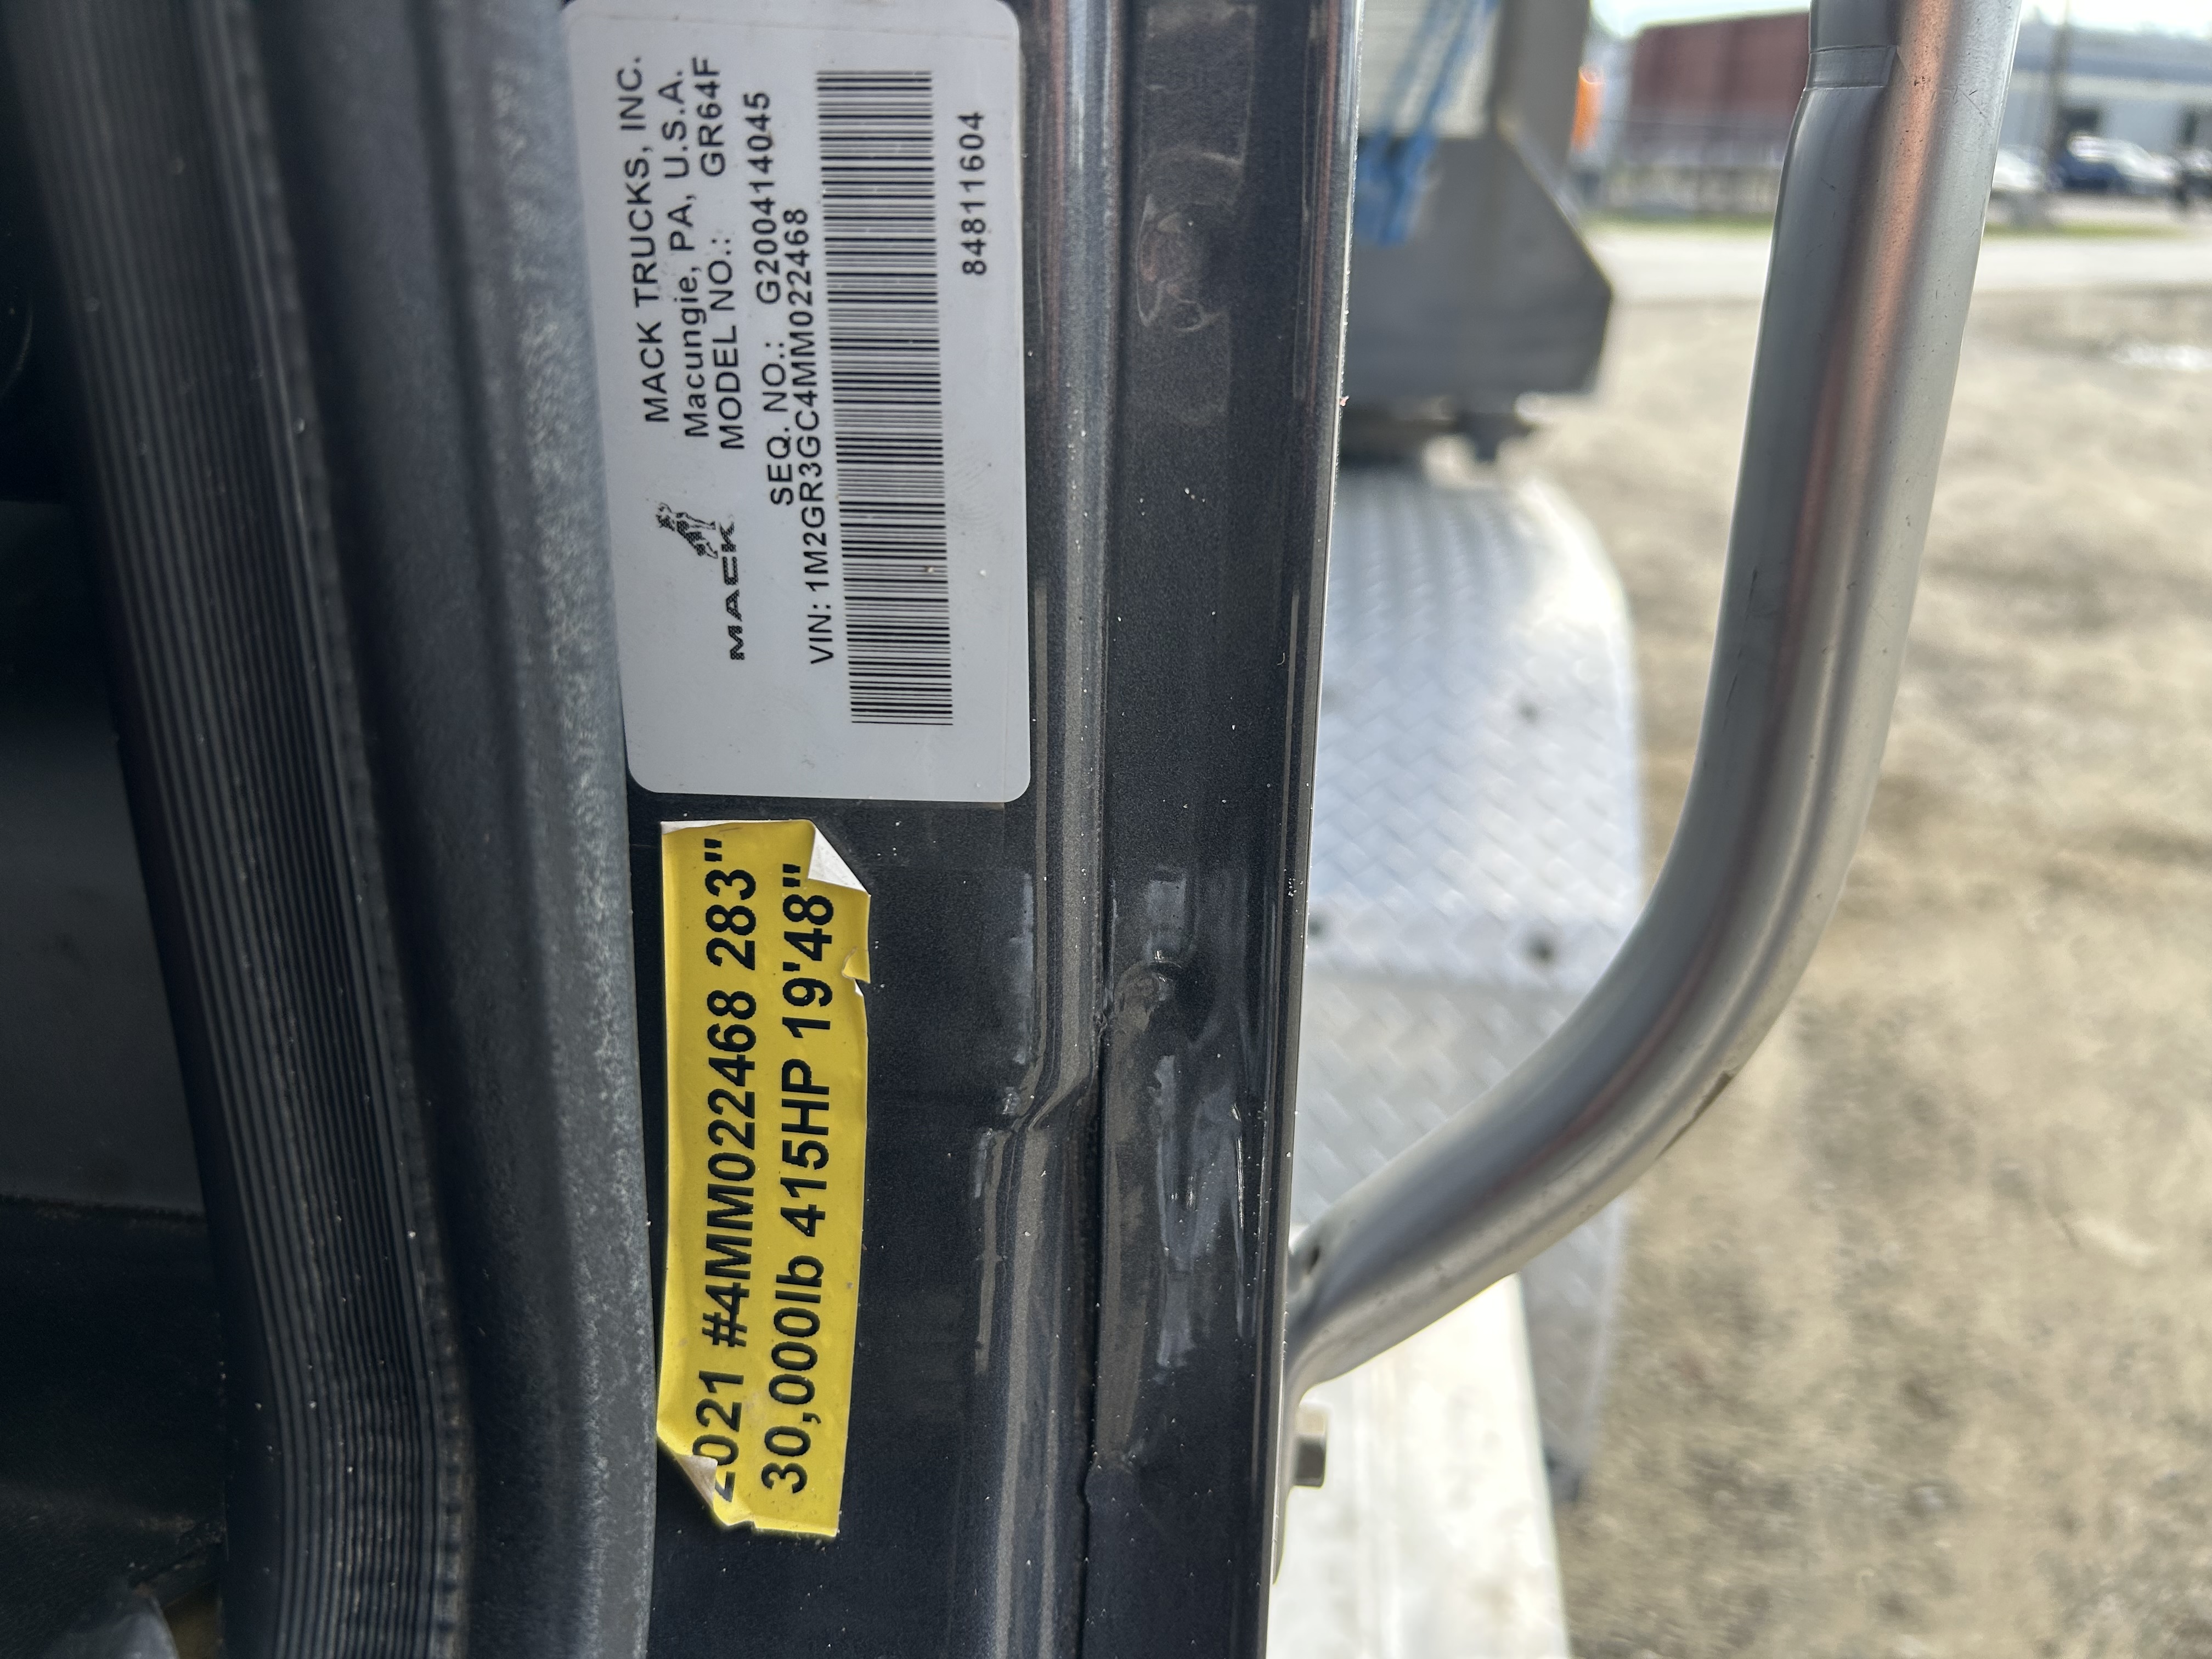 MACK TRUCKS, INC.
Macungie, PA, U.S.A.
MODEL NO.: GR64F
MACK
SEQ. NO.: G200414045
VIN: 1M2GR3GC4MM022468
84811604
2021 #4MM022468 283"
30,000lb 415HP 19'48"